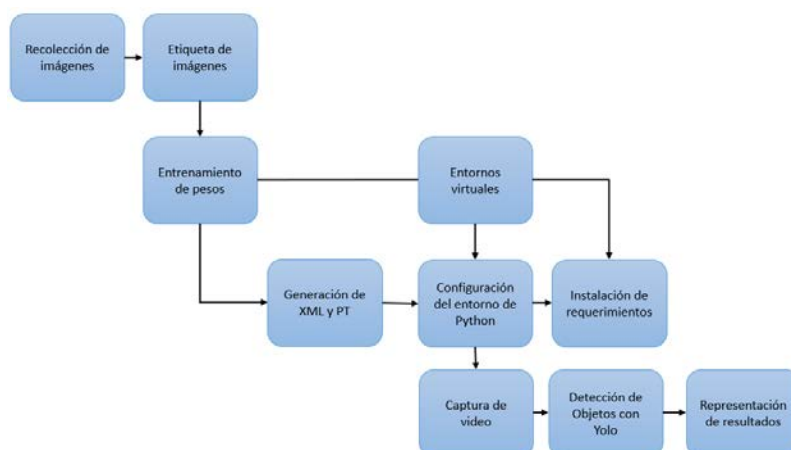 Recolección de
imágenes
Etiqueta de
imágenes
Entrenamiento
de pesos
Entornos
virtuales
Generación de
XML y PT
Configuración
del entorno de
Python
Instalación de
requerimientos
Captura de
video
Detección de
Objetos con
Yolo
Representación
de resultados